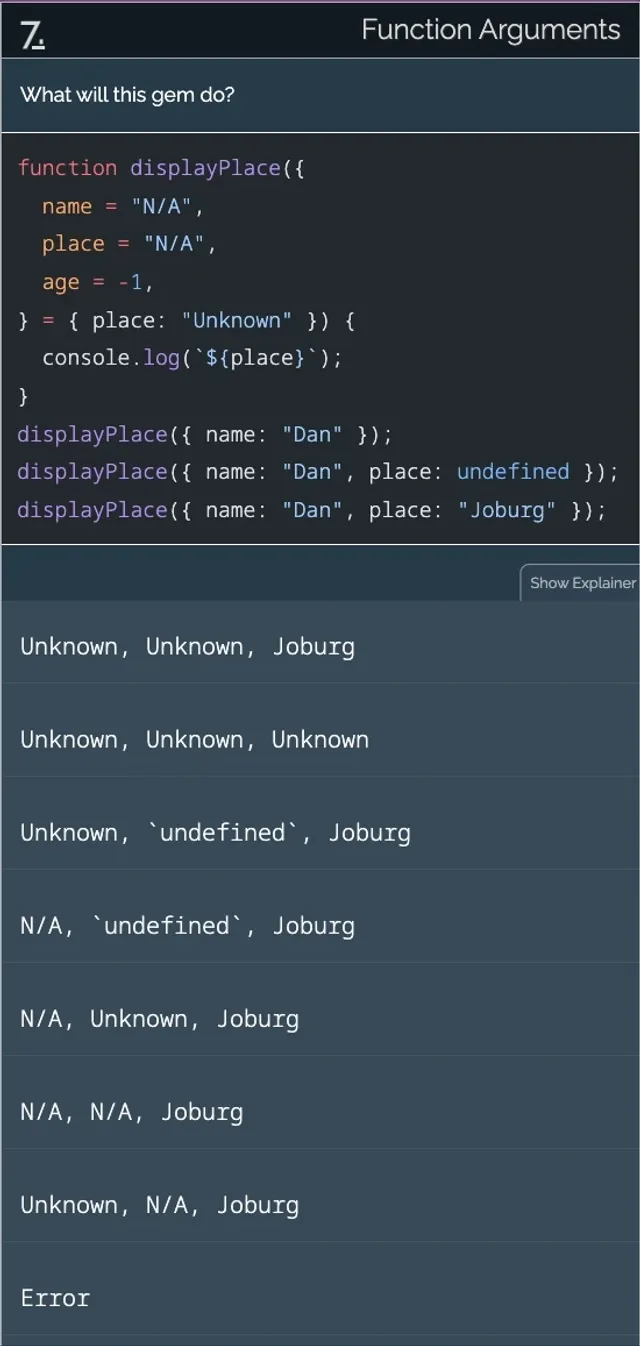 7.
Function Arguments
What will this gem do?
function displayPlace({
  name = "N/A",
  place = "N/A",
  age = -1,
} = { place: "Unknown" }) {
  console.log(`${place}`);
}
displayPlace({ name: "Dan" });
displayPlace({ name: "Dan", place: undefined });
displayPlace({ name: "Dan", place: "Joburg" });
Show Explainer
Unknown, Unknown, Joburg
Unknown, Unknown, Unknown
Unknown, `undefined`, Joburg
N/A, `undefined`, Joburg
N/A, Unknown, Joburg
N/A, N/A, Joburg
Unknown, N/A, Joburg
Error